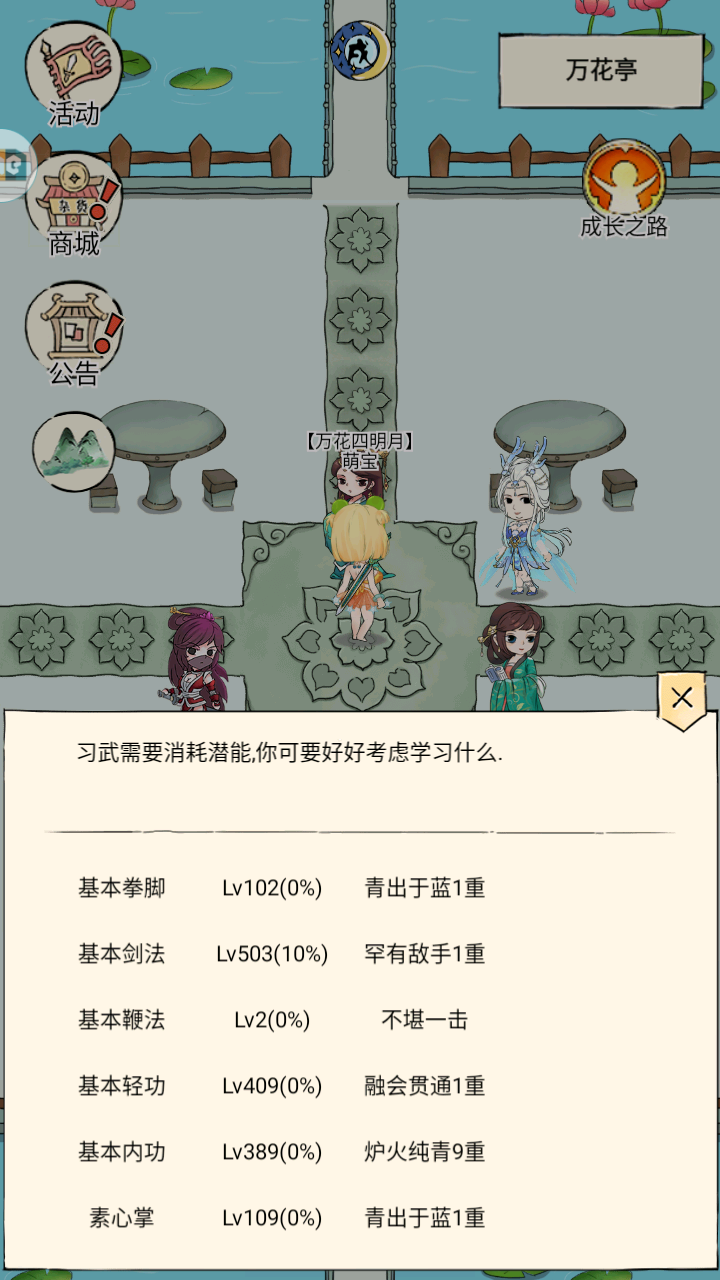 活动
万花亭
杂货
商城
成长之路
公告
【万花四明月】
萌宝
习武需要消耗潜能,你可要好好考虑学习什么.
基本拳脚 Lv102(0%) 青出于蓝1重
基本剑法 Lv503(10%) 罕有敌手1重
基本鞭法 Lv2(0%) 不堪一击
基本轻功 Lv409(0%) 融会贯通1重
基本内功 Lv389(0%) 炉火纯青9重
素心掌 Lv109(0%) 青出于蓝1重